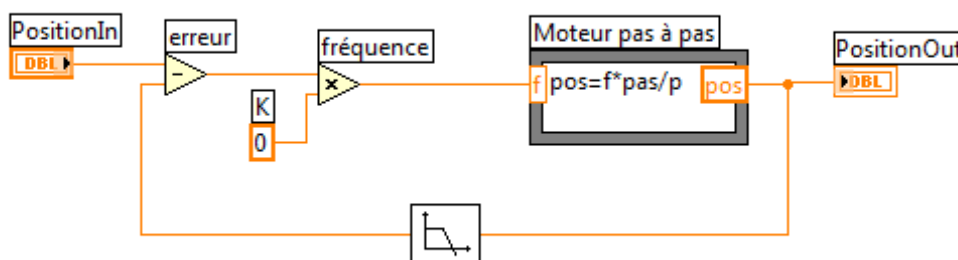 PositionIn
DBL
erreur
-
K
0
fréquence
x
Moteur pas à pas
f
pos=f*pas/p
pos
PositionOut
DBL